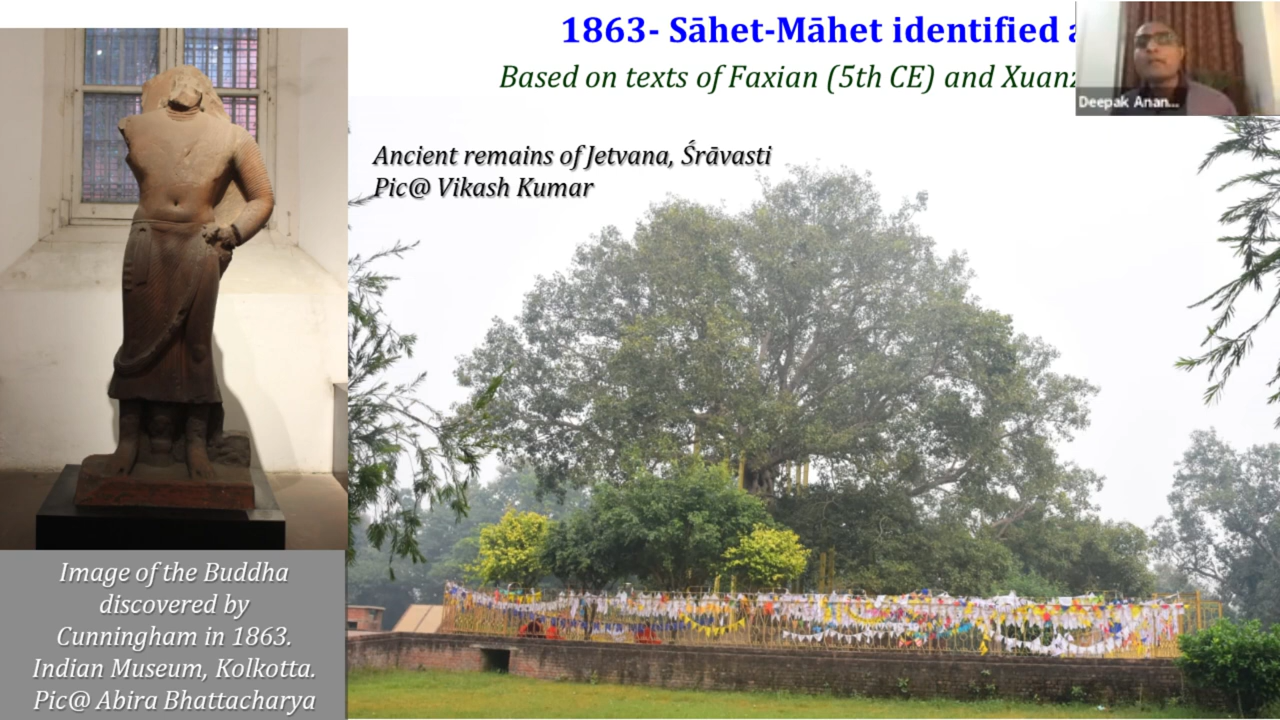 1863- Sāhet-Māhet identified
Based on texts of Faxian (5th CE) and
Deepak Anan...
Ancient remains of Jetvana, Śrāvasti
Pic@ Vikash Kumar
Image of the Buddha
discovered by
Cunningham in 1863.
Indian Museum, Kolkotta.
Pic@ Abira Bhattacharya